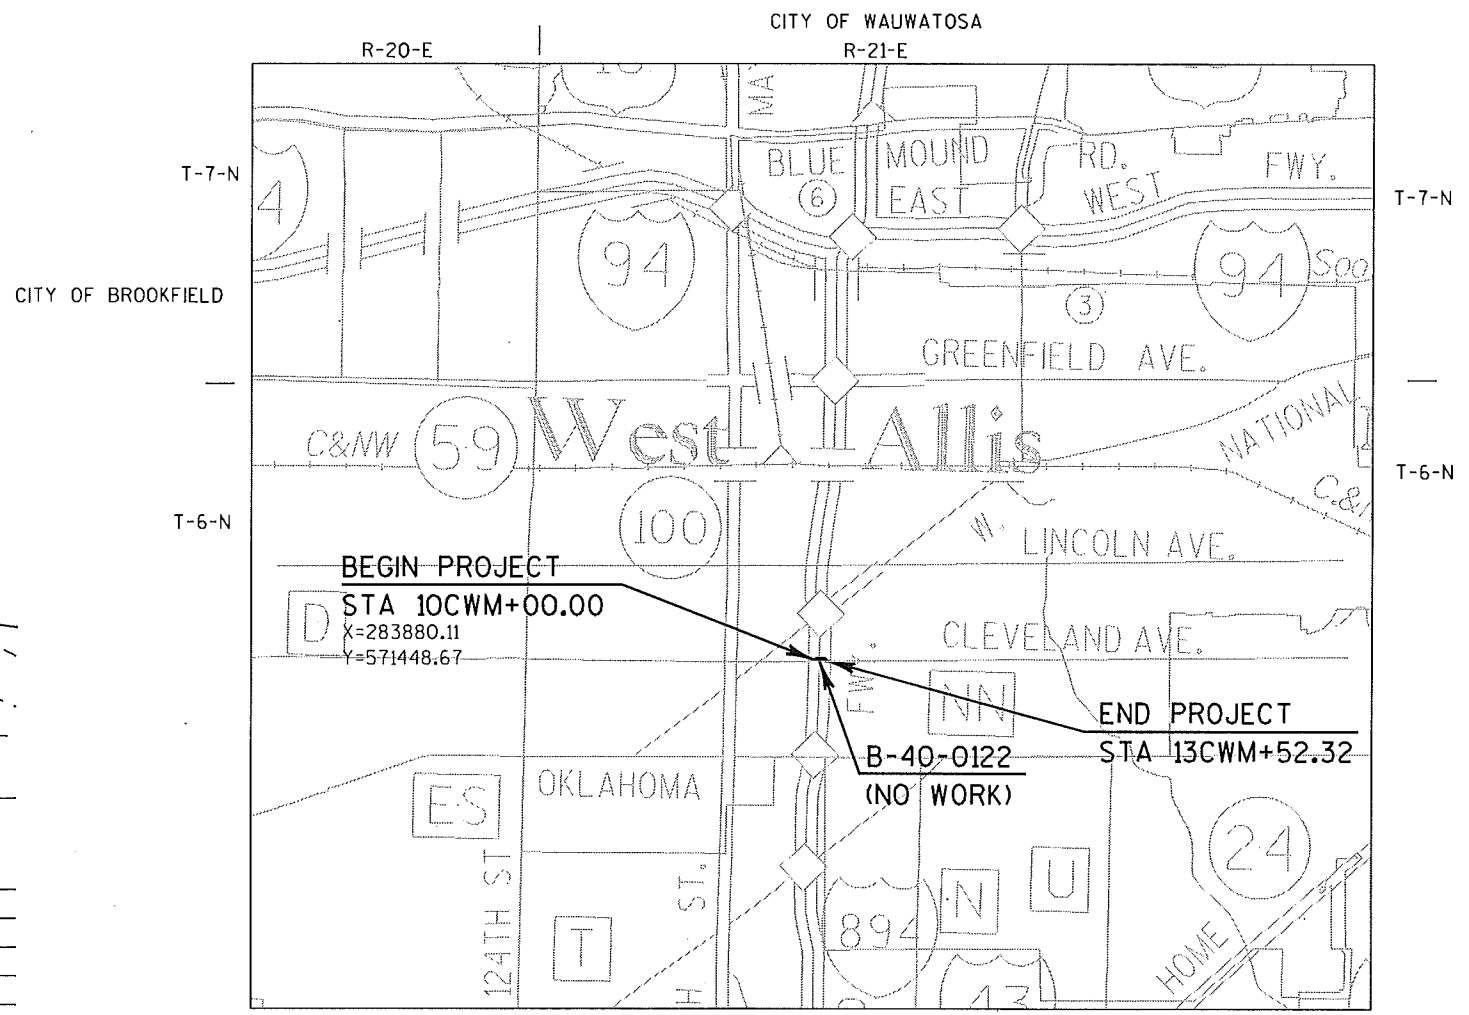 CITY OF WAUWATOSA
R-20-E
R-21-E
MA
T-7-N
BLUE MOUND RD.
6
EAST WEST FWY.
T-7-N
4
94
94
SOO
CITY OF BROOKFIELD
3
GREENFIELD AVE.
NATIONAL
C&NW
59
West Allis
T-6-N
C.&
T-6-N
100
W.
LINCOLN AVE.
BEGIN PROJECT
STA 10CWM+00.00
X=283880.11
Y=571448.67
D
CLEVELAND AVE.
FWY.
NN
END PROJECT
STA 13CWM+52.32
B-40-0122
(NO WORK)
OKLAHOMA
ES
24
124TH ST
ST.
H
T
894
N
U
43
HOME